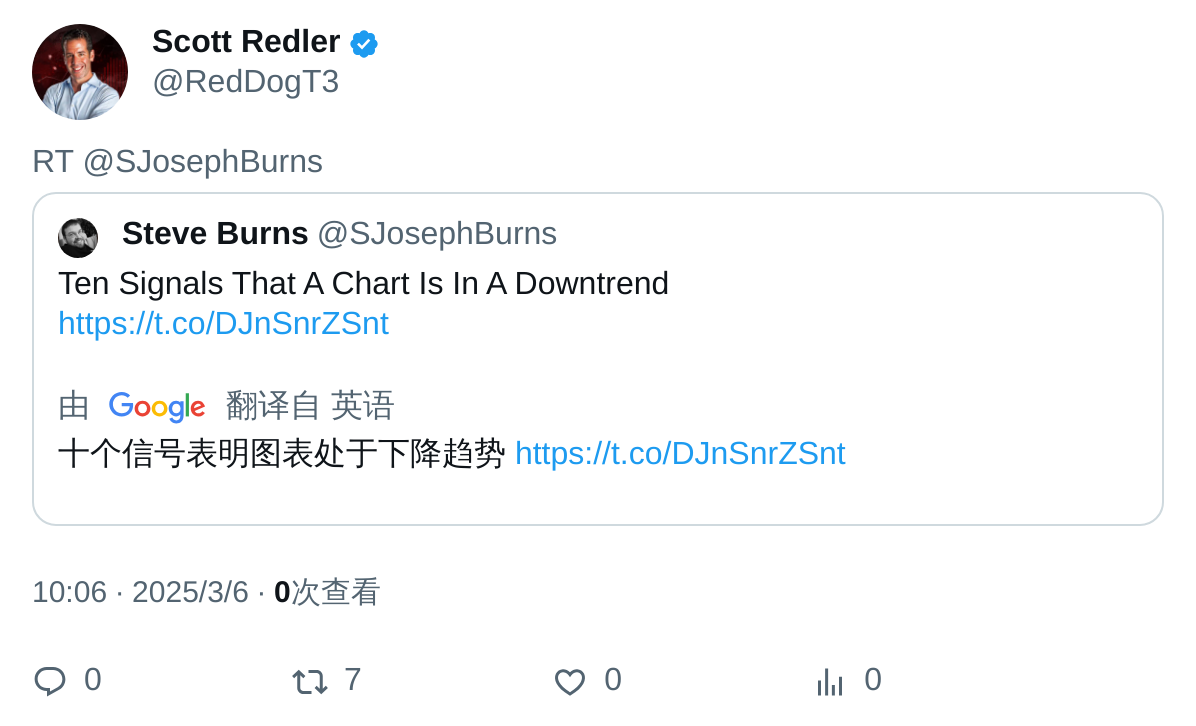 Scott Redler
@RedDogT3
RT @SJosephBurns
Steve Burns @SJosephBurns
Ten Signals That A Chart Is In A Downtrend
https://t.co/DJnSnrZSnt
由 Google 翻译自 英语
十个信号表明图表处于下降趋势 https://t.co/DJnSnrZSnt
10:06 · 2025/3/6 · 0次查看
0 7 0 0